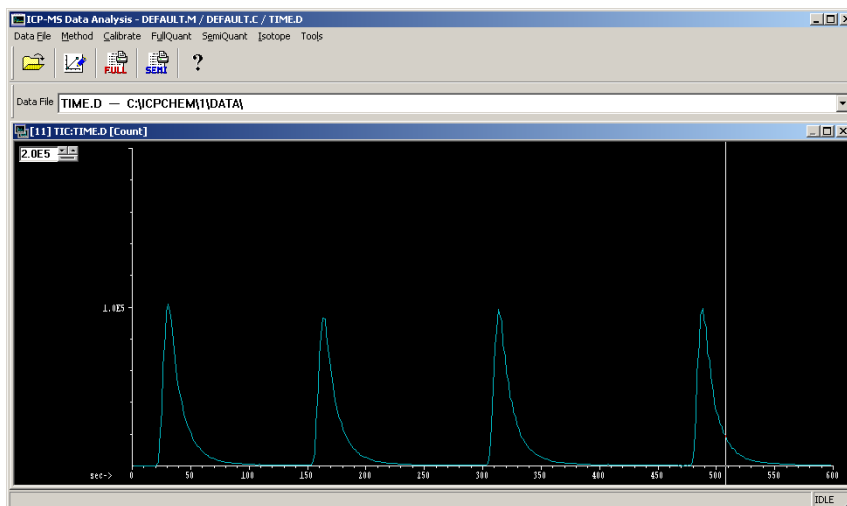 ICP-MS Data Analysis - DEFAULT.M / DEFAULT.C / TIME.D
Data File Method Calibrate FullQuant SemiQuant Isotope Tools
FULL SEMI ?
Data File TIME.D — C:\ICPCHEM\1\DATA\
[11] TIC:TIME.D [Count]
2.0E5
1.0E5
sec-> 0 50 100 150 200 250 300 350 400 450 500 550 600
IDLE